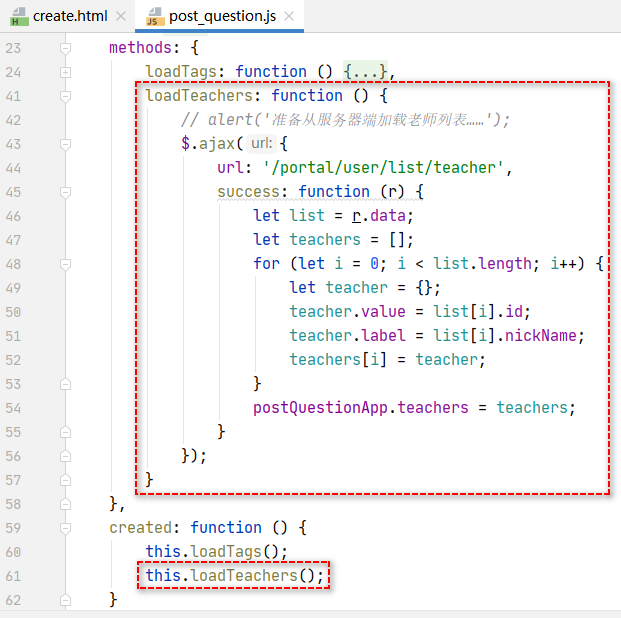 create.html
post_question.js
23 methods: {
24 loadTags: function () {...},
41 loadTeachers: function () {
42 // alert('准备从服务器端加载老师列表……');
43 $.ajax( url: {
44 url: '/portal/user/list/teacher',
45 success: function (r) {
46 let list = r.data;
47 let teachers = [];
48 for (let i = 0; i < list.length; i++) {
49 let teacher = {};
50 teacher.value = list[i].id;
51 teacher.label = list[i].nickName;
52 teachers[i] = teacher;
53 }
54 postQuestionApp.teachers = teachers;
55 }
56 });
57 }
58 },
59 created: function () {
60 this.loadTags();
61 this.loadTeachers();
62 }